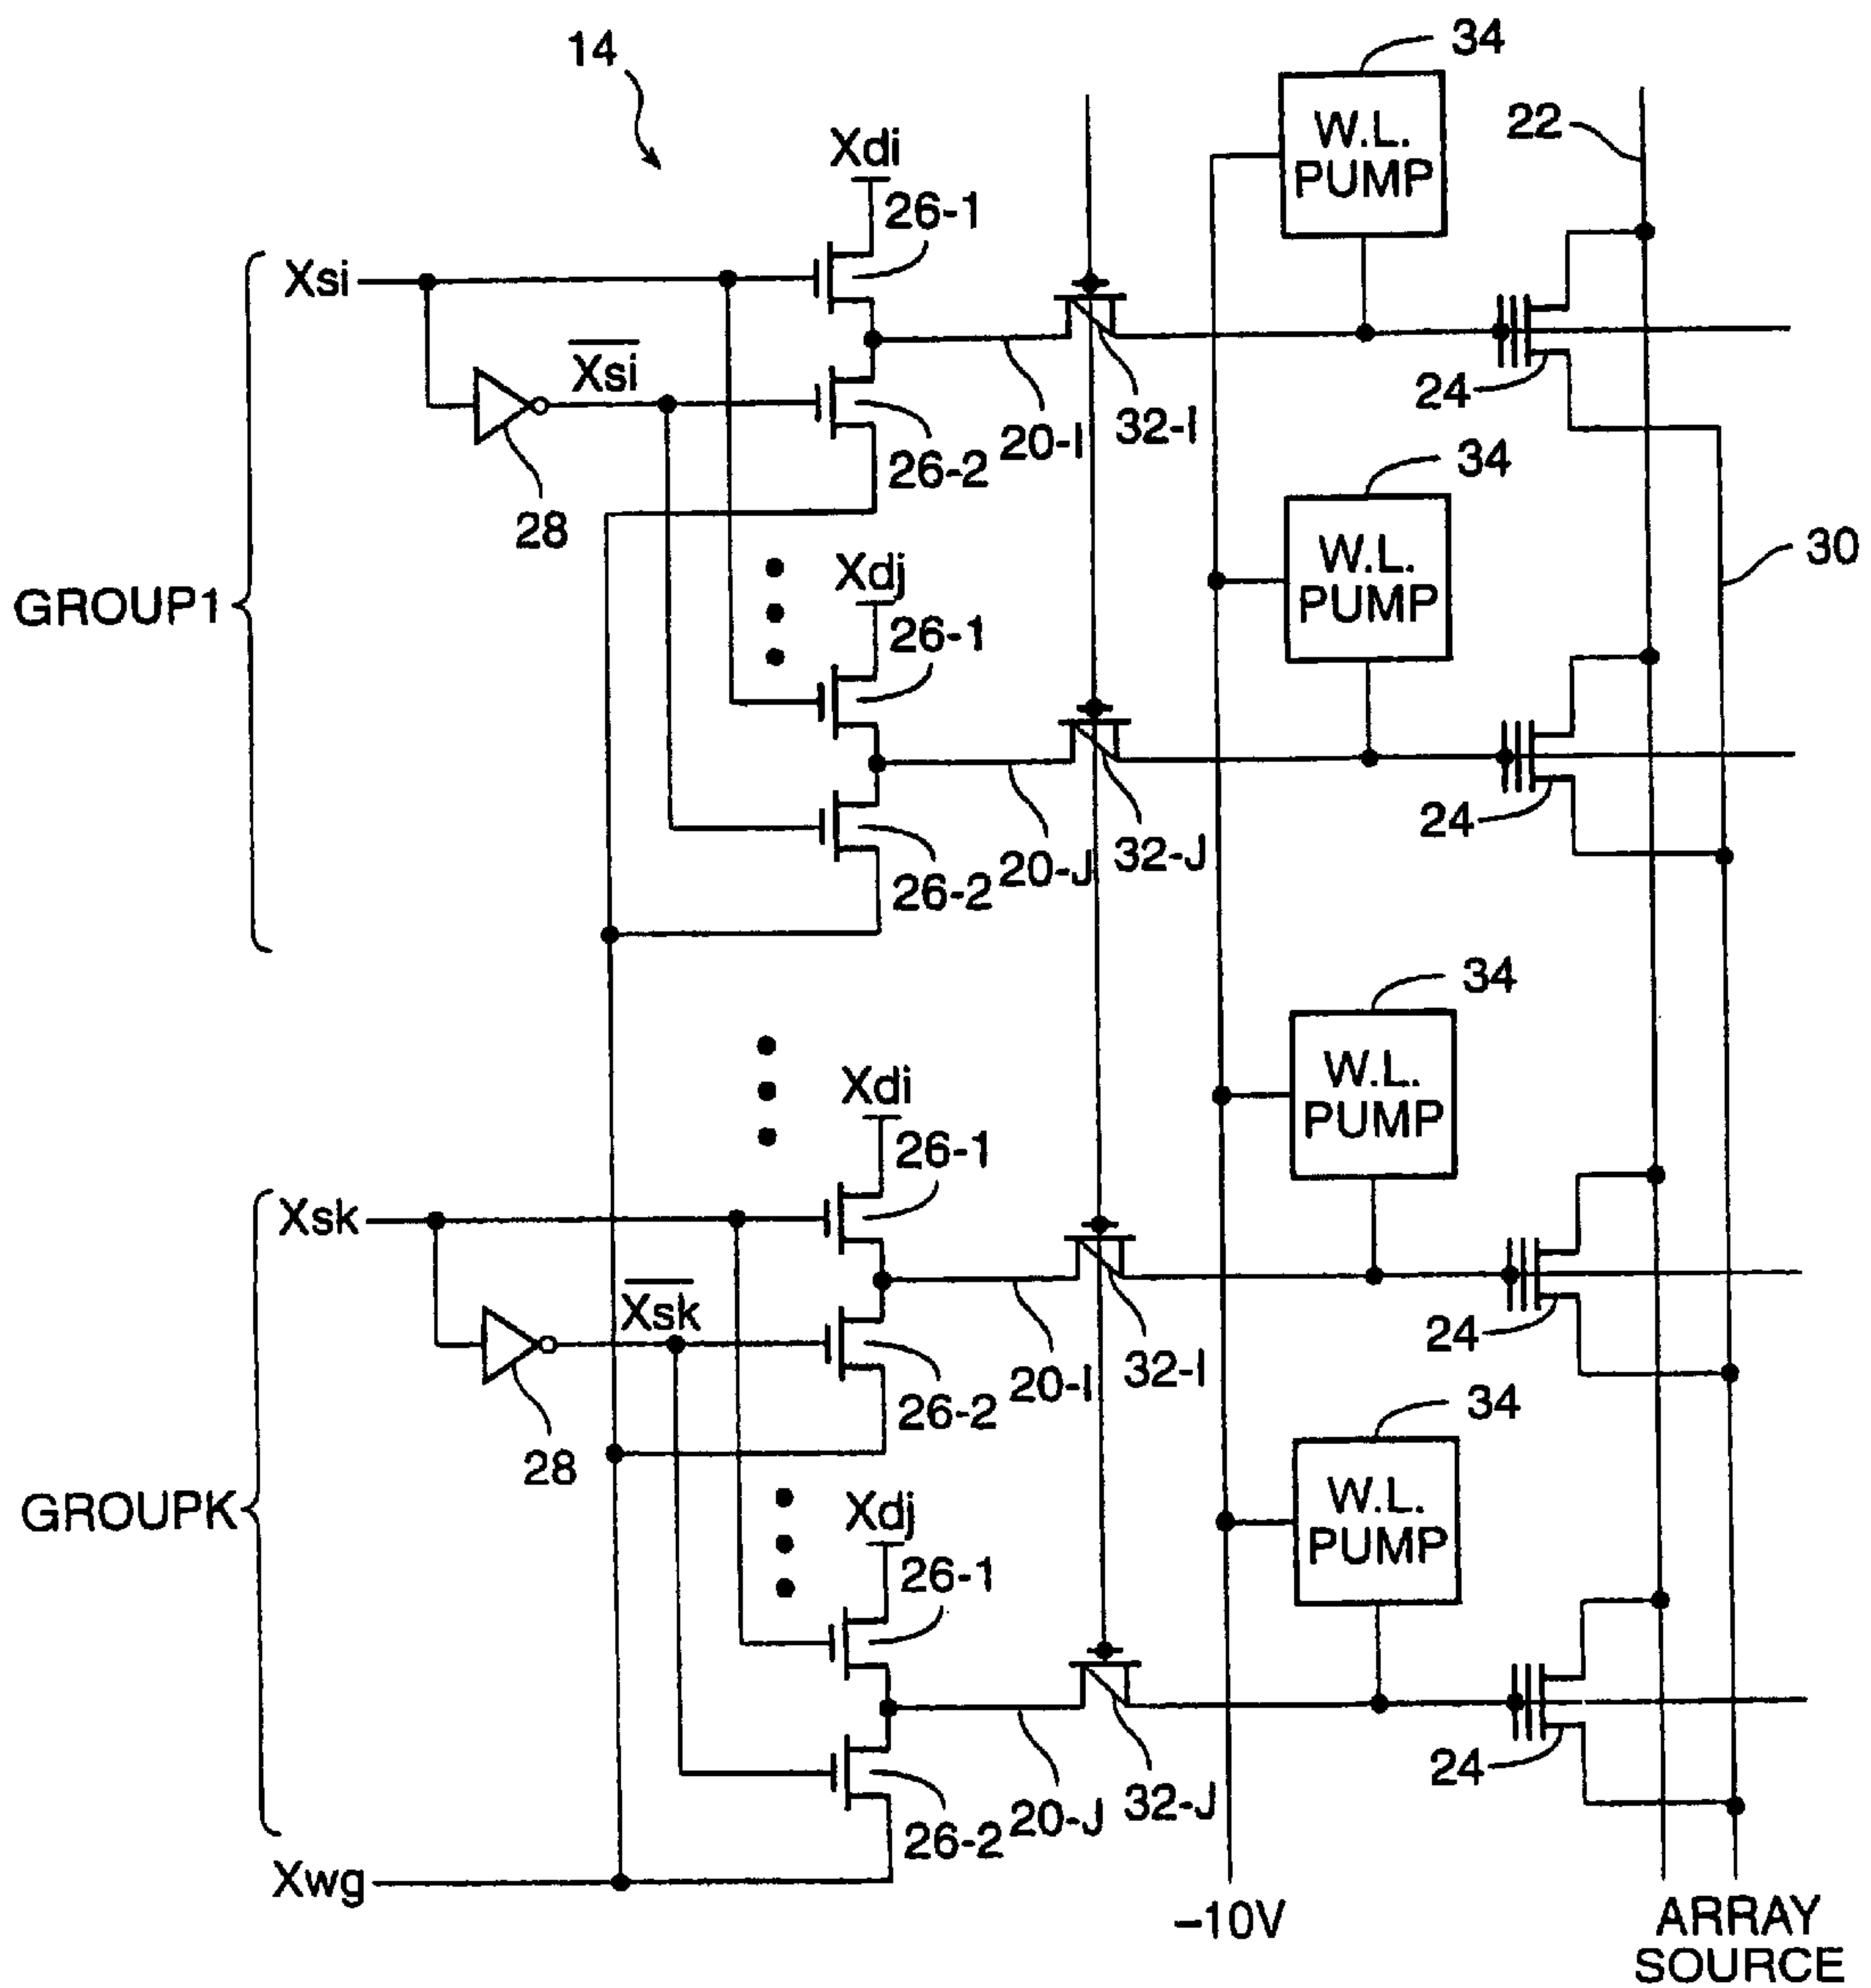 14
34
W.L.
PUMP
22
Xdi
26-1
Xsi
Xsi
28
26-2
20-I
32-I
24
34
W.L.
PUMP
30
GROUP1
Xdj
26-1
26-2
20-J
32-J
24
34
W.L.
PUMP
Xdi
26-1
Xsk
Xsk
28
26-2
20-I
32-I
24
34
W.L.
PUMP
GROUPK
Xdj
26-1
26-2
20-J
32-J
24
Xwg
-10V
ARRAY
SOURCE